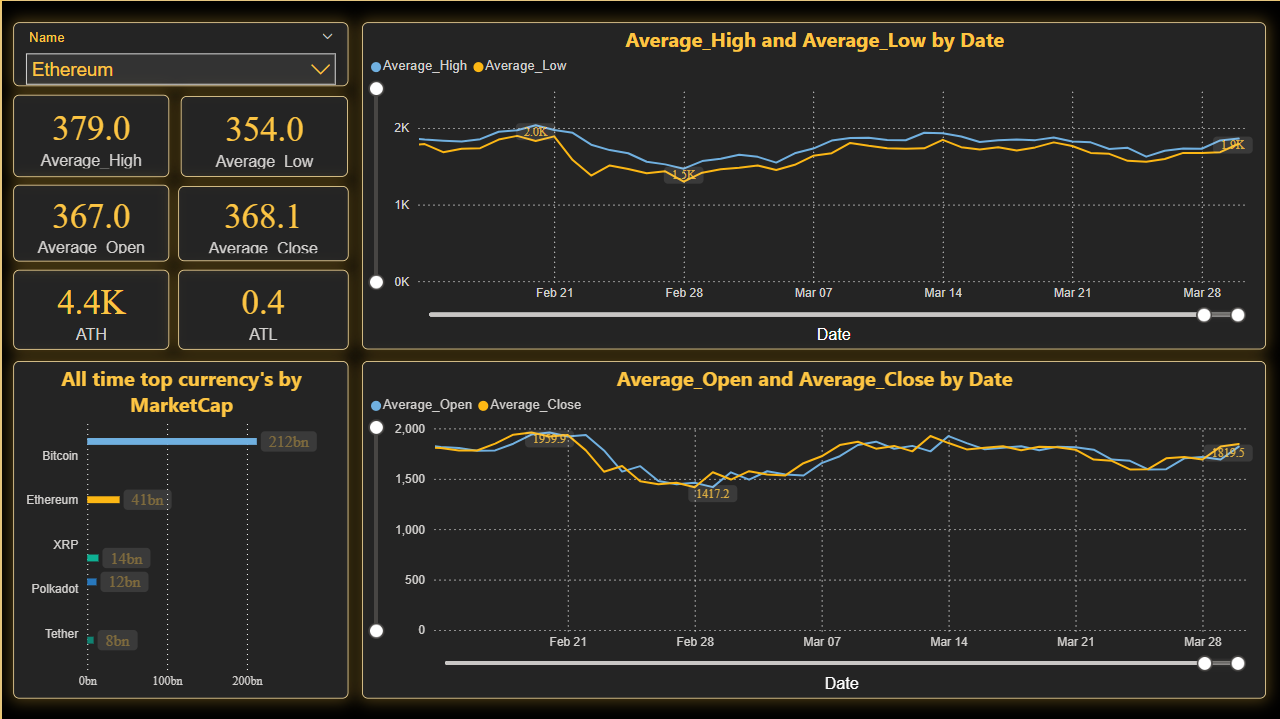 Name
Ethereum
379.0
Average_High
354.0
Average_Low
367.0
Average_Open
368.1
Average_Close
4.4K
ATH
0.4
ATL
All time top currency's by
MarketCap
Bitcoin
212bn
Ethereum
41bn
XRP
14bn
Polkadot
12bn
Tether
8bn
0bn 100bn 200bn
Average_High and Average_Low by Date
Average_High Average_Low
2K
1K
0K
2.0K
1.5K
1.9K
Feb 21 Feb 28 Mar 07 Mar 14 Mar 21 Mar 28
Date
Average_Open and Average_Close by Date
Average_Open Average_Close
2,000
1,500
1,000
500
0
1959.9
1417.2
1819.5
Feb 21 Feb 28 Mar 07 Mar 14 Mar 21 Mar 28
Date